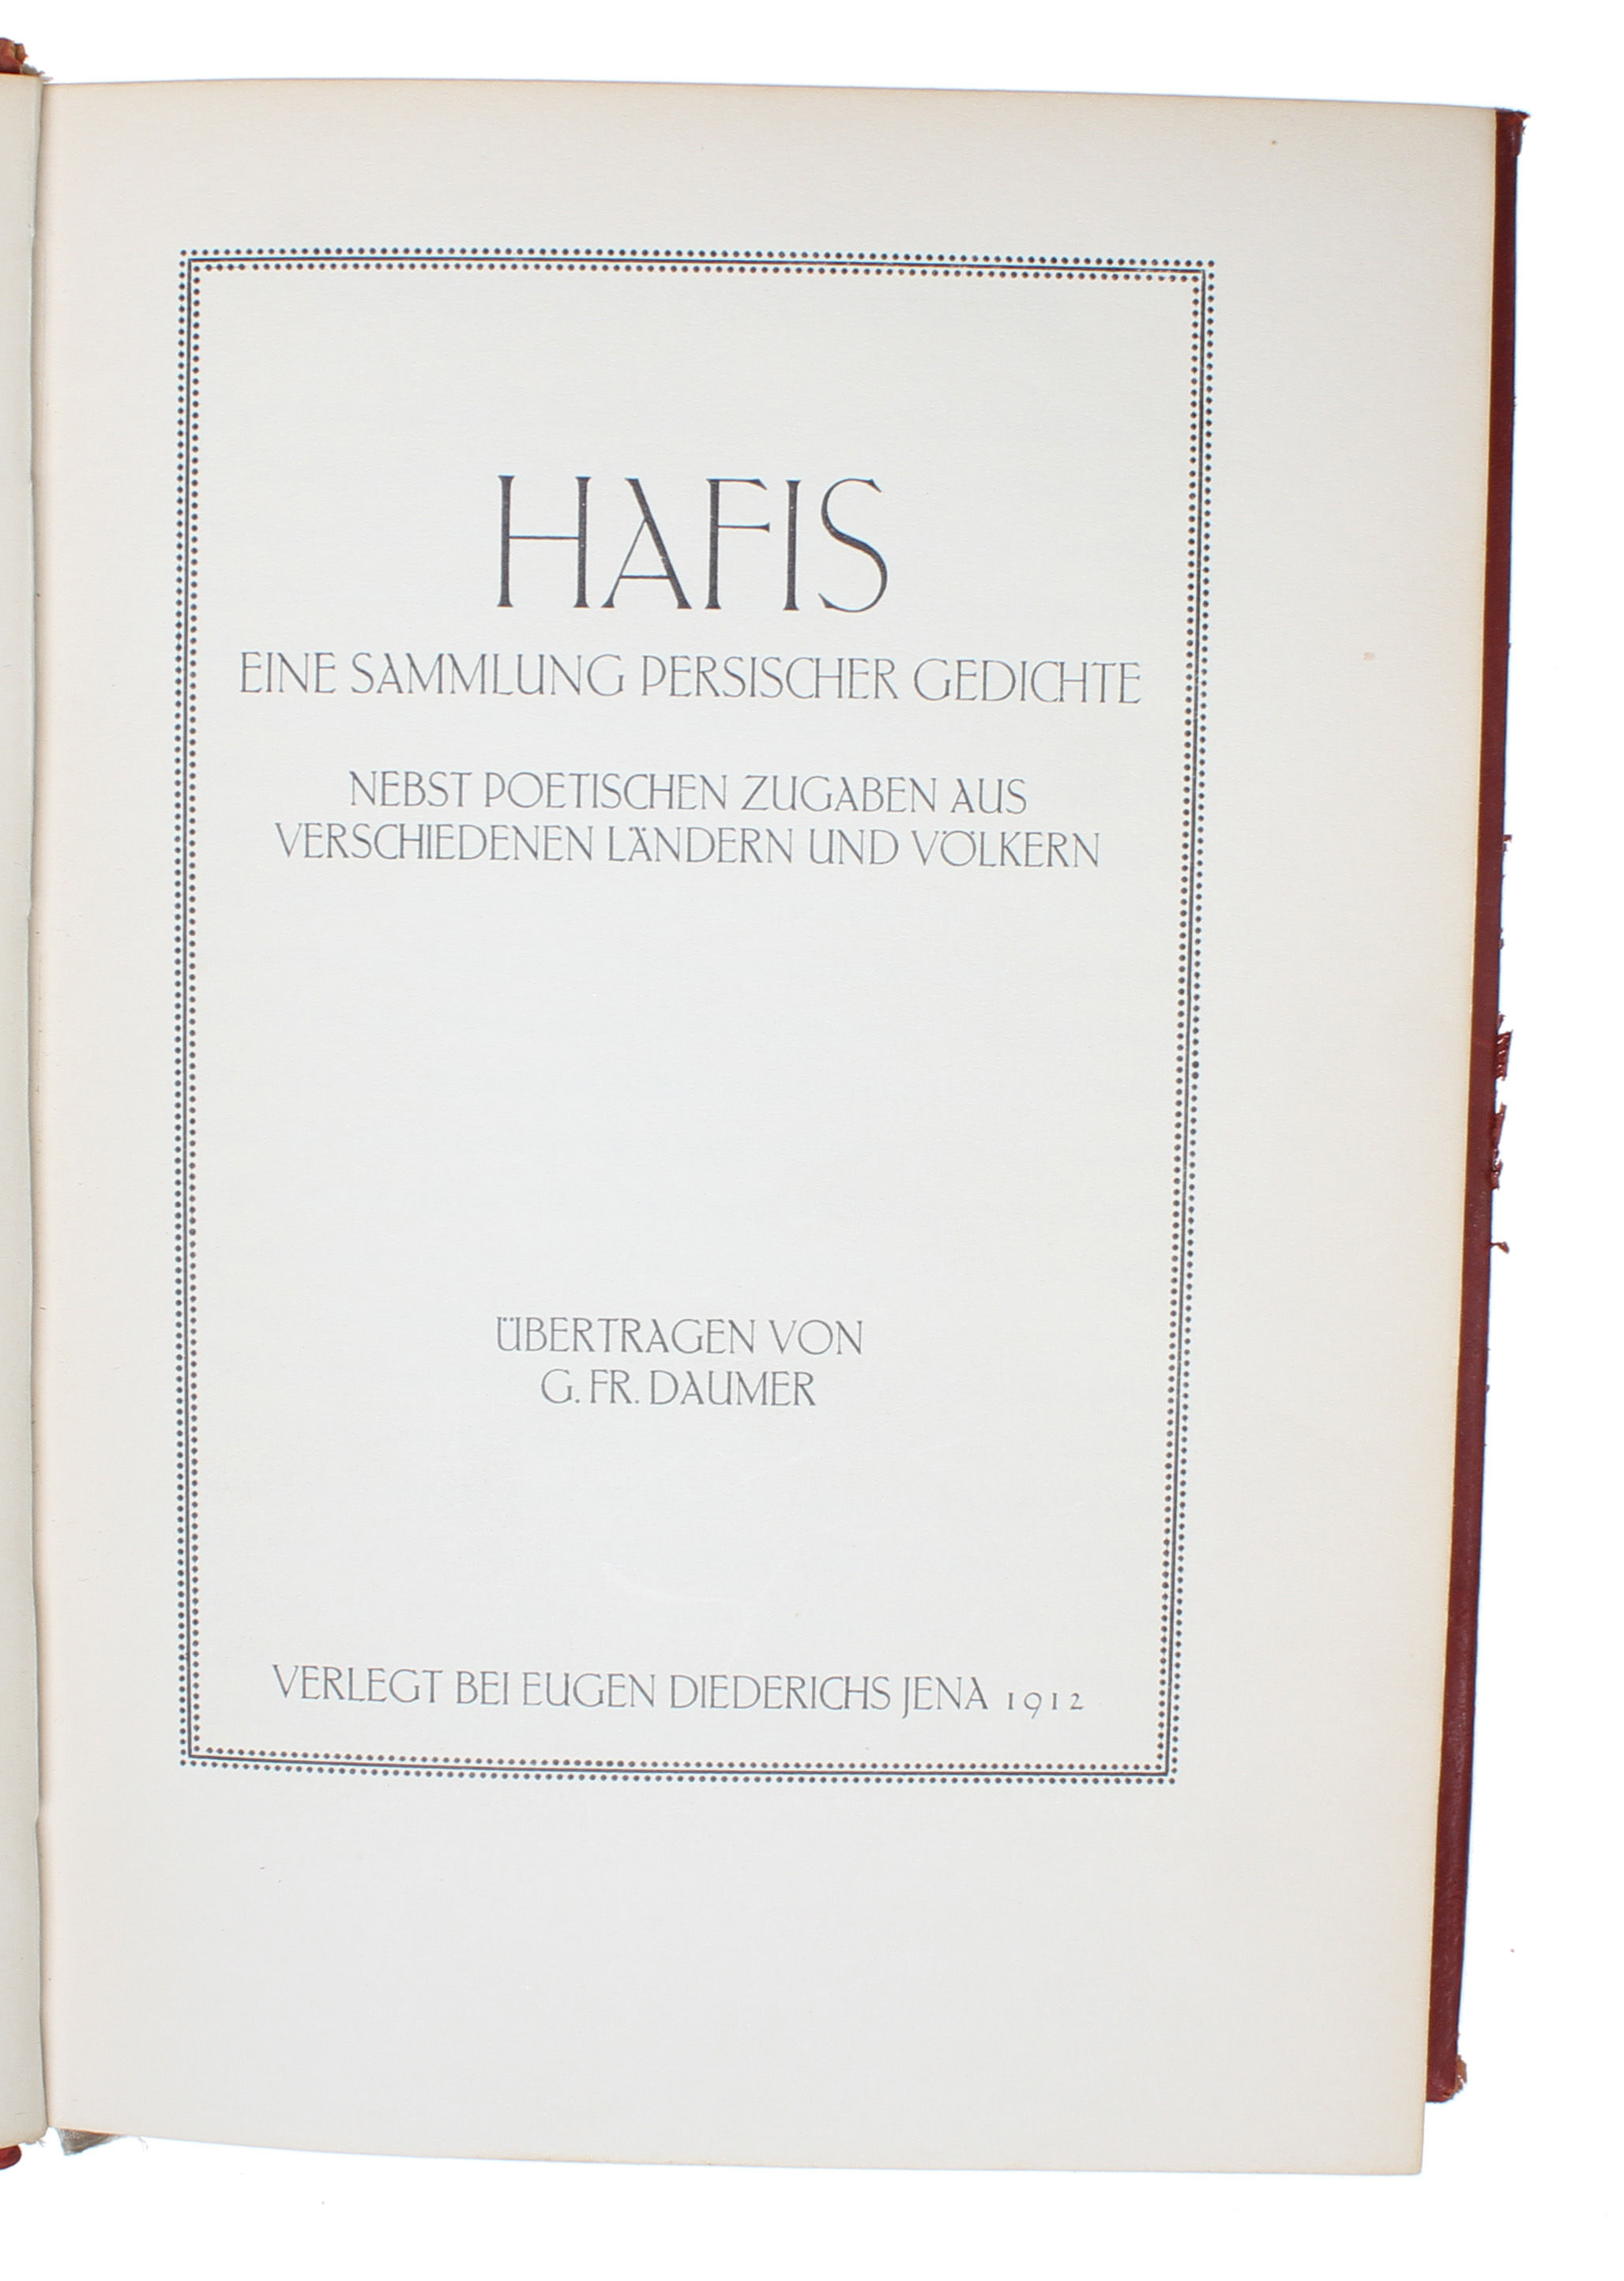 HAFIS
EINE SAMMLUNG PERSISCHER GEDICHTE
NEBST POETISCHEN ZUGABEN AUS
VERSCHIEDENEN LÄNDERN UND VÖLKERN
ÜBERTRAGEN VON
G. FR. DAUMER
VERLEGT BEI EUGEN DIEDERICHS JENA 1912